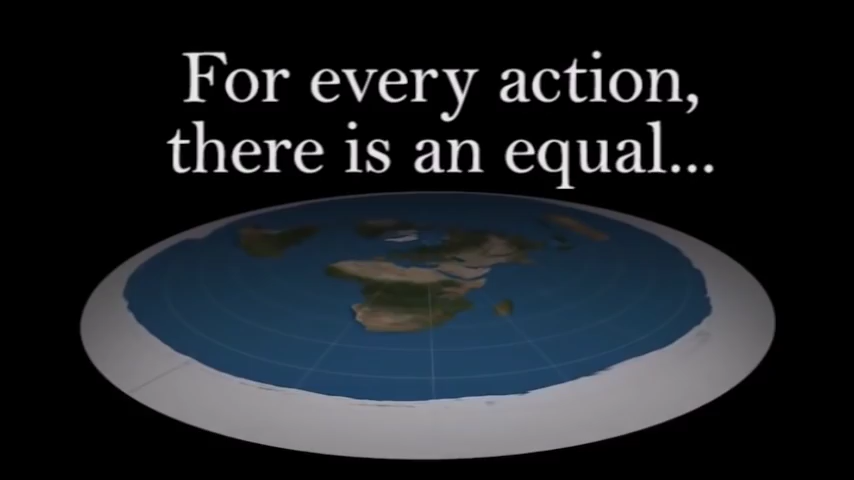 For every action,
there is an equal...